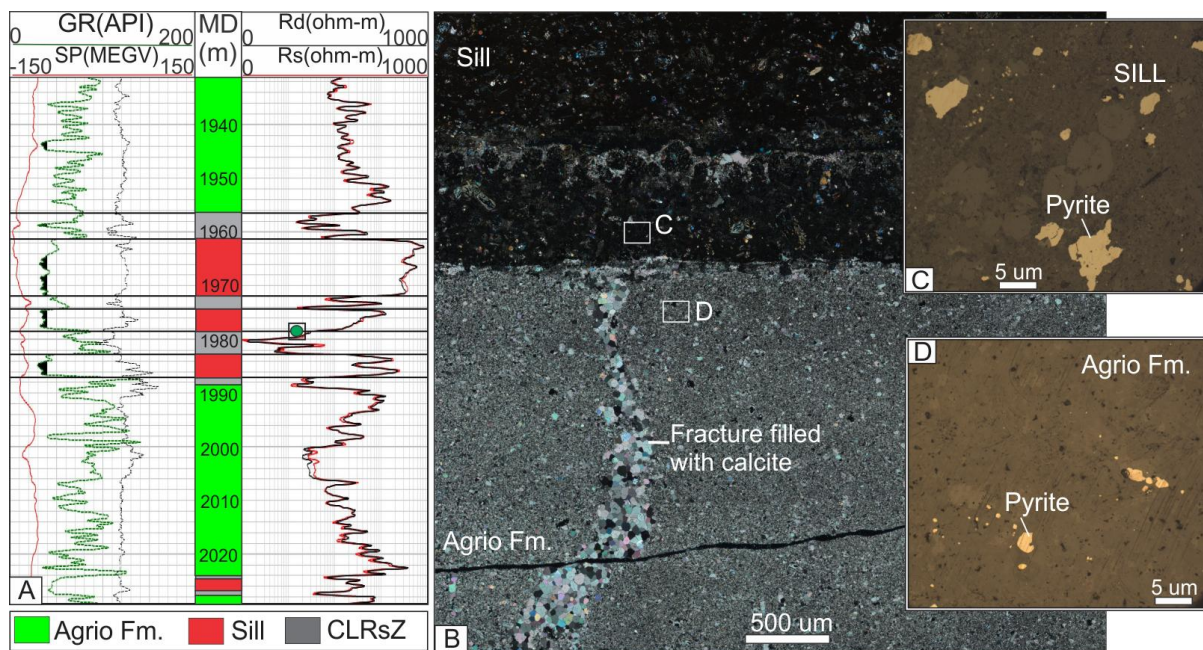 GR(API)
0 200
SP(MEGV)
-150 150
MD
(m)
Rd(ohm-m)
0 1000
Rs(ohm-m)
0 1000
1940
1950
1960
1970
1980
1990
2000
2010
2020
A
Agrio Fm.
Sill
CLRsZ
Sill
C
D
Fracture filled
with calcite
Agrio Fm.
500 um
B
SILL
Pyrite
5 um
C
D
Agrio Fm.
Pyrite
5 um